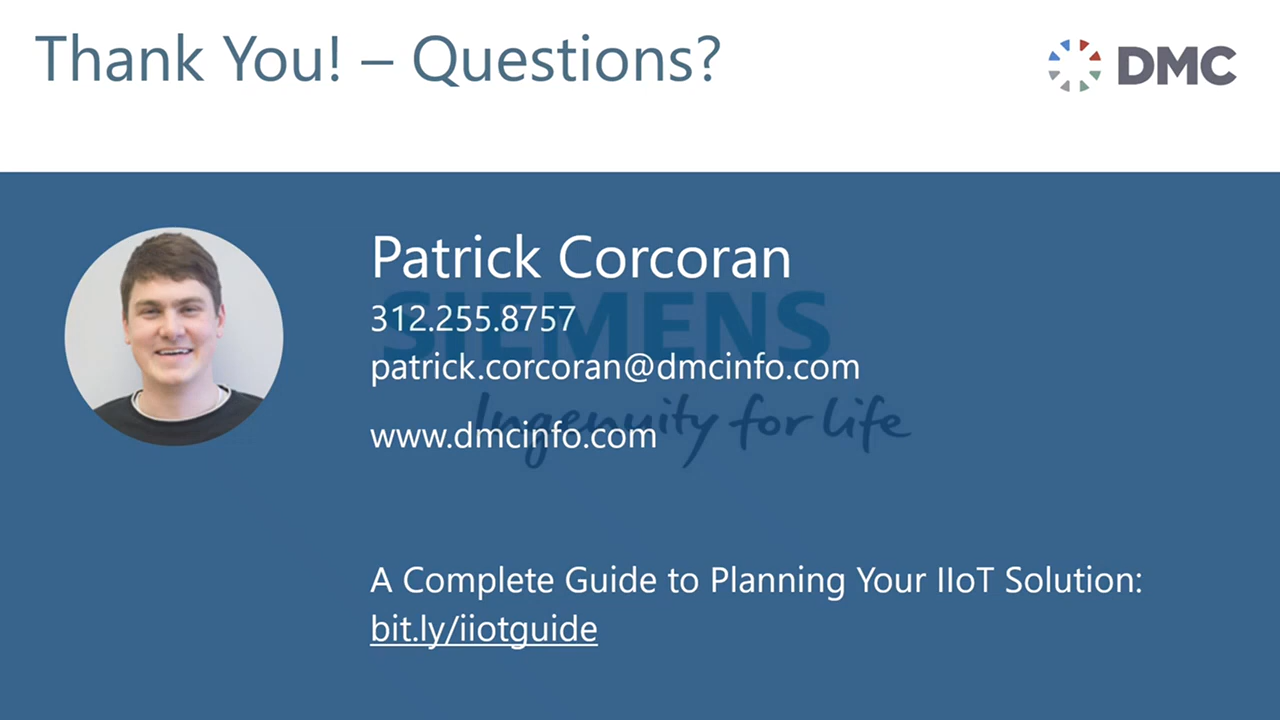 Thank You! – Questions?
DMC
Patrick Corcoran
SIEMENS
312.255.8757
patrick.corcoran@dmcinfo.com
Ingenuity for life
www.dmcinfo.com
A Complete Guide to Planning Your IIoT Solution:
bit.ly/iiotguide